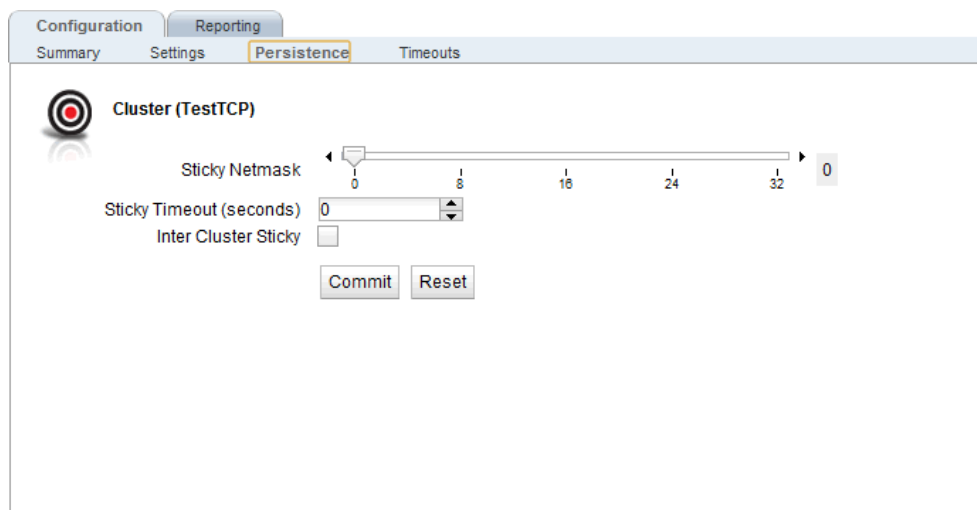 Configuration Reporting
Summary Settings Persistence Timeouts
Cluster (TestTCP)
Sticky Netmask 0
0 8 16 24 32
Sticky Timeout (seconds) 0
Inter Cluster Sticky
Commit Reset